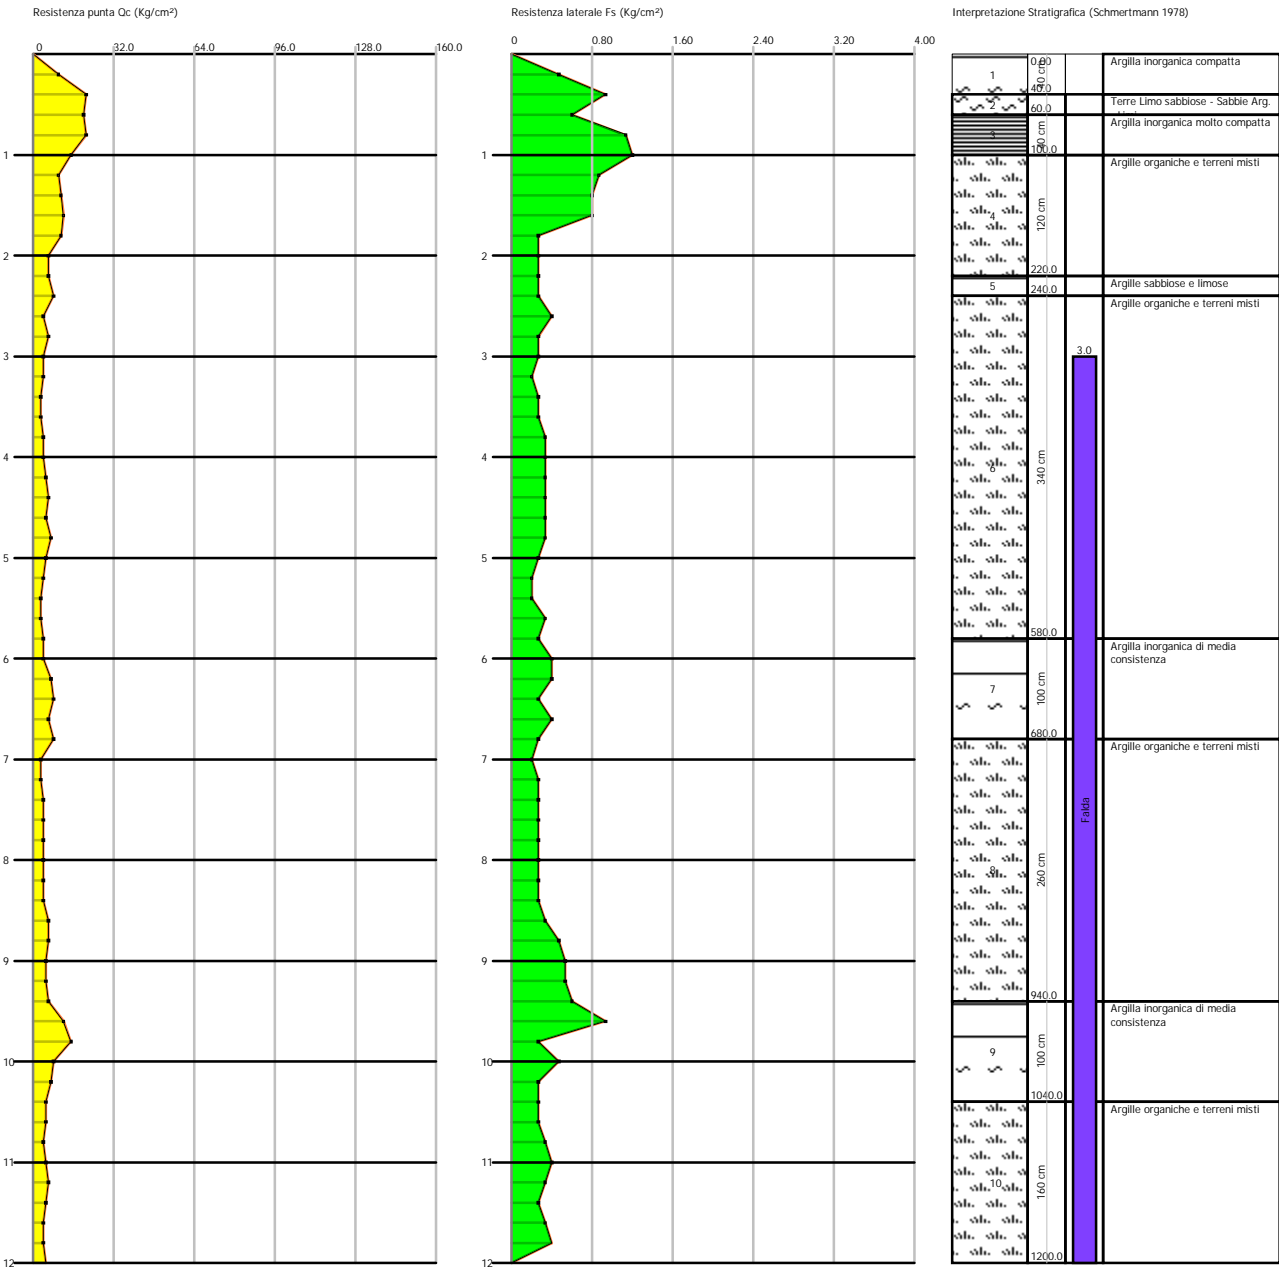 Resistenza punta Qc (Kg/cm²)
0 32.0 64.0 96.0 128.0 160.0
1
2
3
4
5
6
7
8
9
10
11
12
Resistenza laterale Fs (Kg/cm²)
0 0.80 1.60 2.40 3.20 4.00
1
2
3
4
5
6
7
8
9
10
11
12
Interpretazione Stratigrafica (Schmertmann 1978)
0.00
1
40 cm
Argilla inorganica compatta
40.0
2
Terre Limo sabbiose - Sabbie Arg.
60.0
3
40 cm
Argilla inorganica molto compatta
100.0
4
120 cm
Argille organiche e terreni misti
220.0
5
Argille sabbiose e limose
240.0
6
340 cm
Argille organiche e terreni misti
3.0
Falda
580.0
7
100 cm
Argilla inorganica di media
consistenza
680.0
8
260 cm
Argille organiche e terreni misti
940.0
9
100 cm
Argilla inorganica di media
consistenza
1040.0
10
160 cm
Argille organiche e terreni misti
1200.0